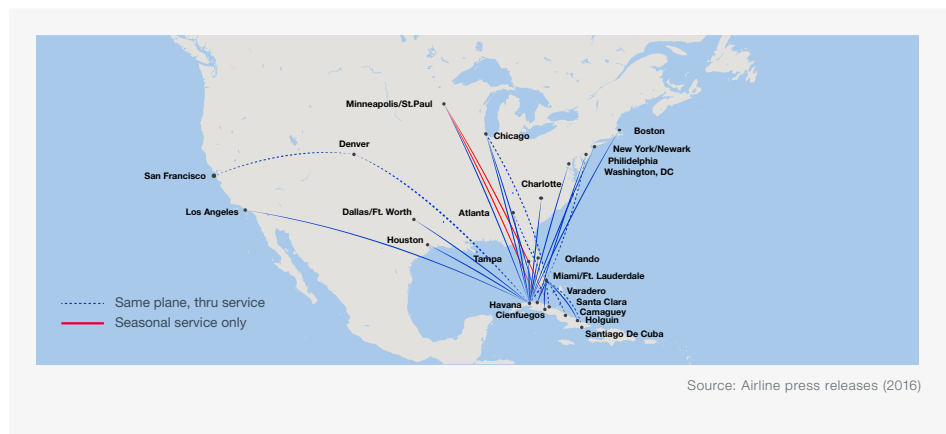 Minneapolis/St.Paul
Chicago
Boston
New York/Newark
Philidelphia
Washington, DC
Denver
San Francisco
Charlotte
Los Angeles
Dallas/Ft. Worth
Atlanta
Houston
Tampa
Orlando
Miami/Ft. Lauderdale
Varadero
Havana
Santa Clara
Cienfuegos
Camaguey
Holguin
Santiago De Cuba
Same plane, thru service
Seasonal service only
Source: Airline press releases (2016)